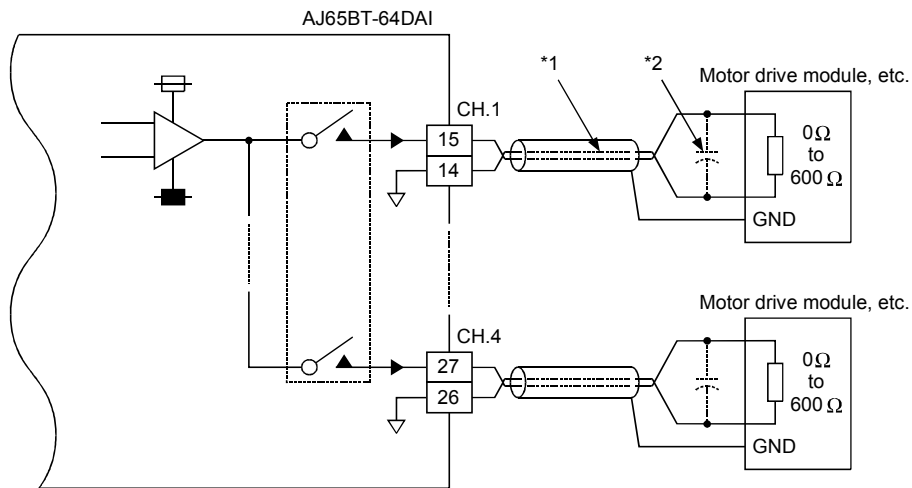 AJ65BT-64DAI
*1
*2
Motor drive module, etc.
CH.1
15
14
0Ω
to
600Ω
GND
Motor drive module, etc.
CH.4
27
26
0Ω
to
600Ω
GND